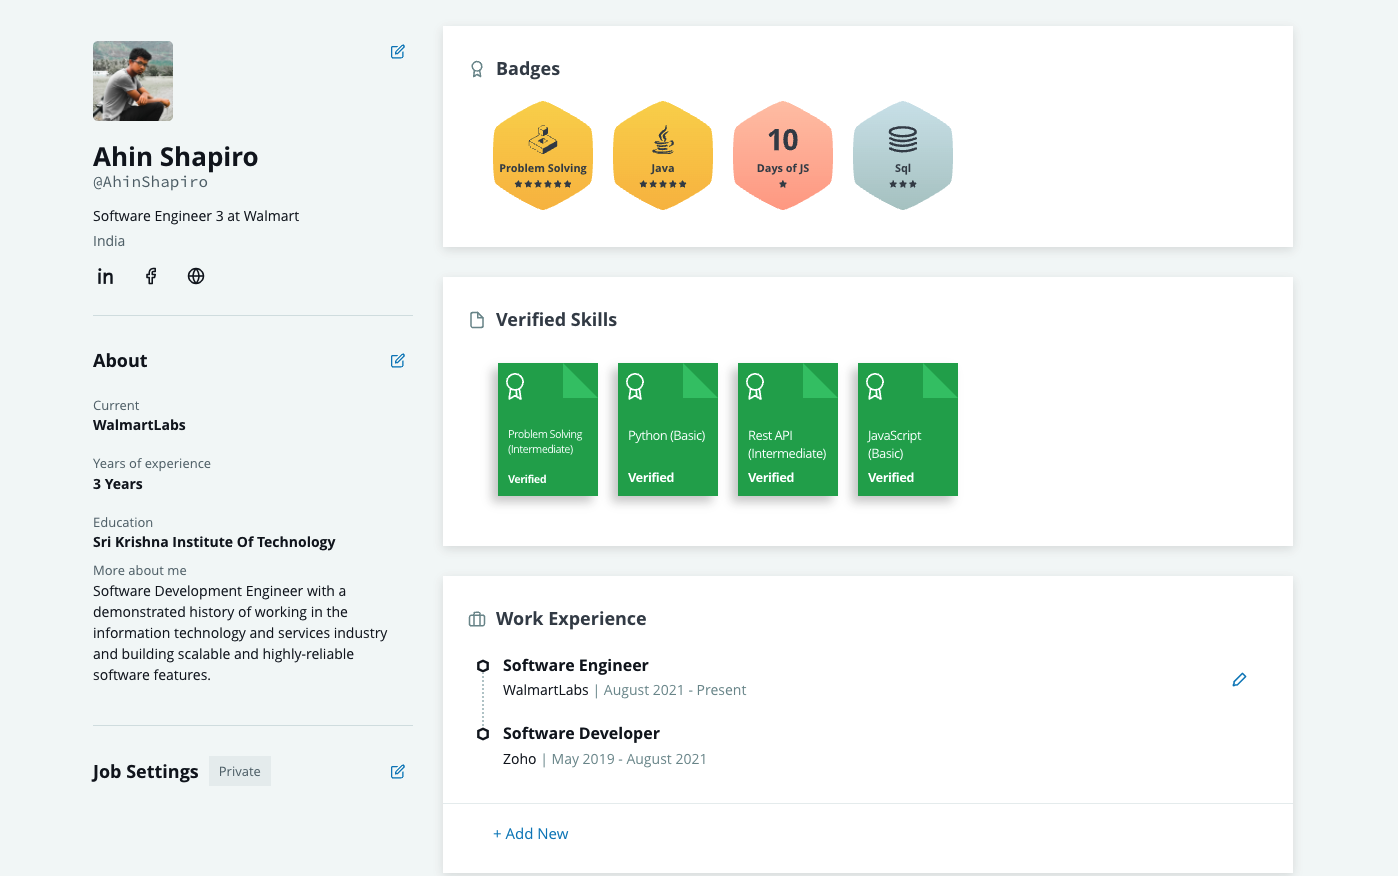 Ahin Shapiro
@AhinShapiro
Software Engineer 3 at Walmart
India
in
About
Current
WalmartLabs
Years of experience
3 Years
Education
Sri Krishna Institute Of Technology
More about me
Software Development Engineer with a
demonstrated history of working in the
information technology and services industry
and building scalable and highly-reliable
software features.
Job Settings Private
Badges
Problem Solving
Java
10
Days of JS
Sql
Verified Skills
Problem Solving
(Intermediate)
Verified
Python (Basic)
Verified
Rest API
(Intermediate)
Verified
JavaScript
(Basic)
Verified
Work Experience
Software Engineer
WalmartLabs | August 2021 - Present
Software Developer
Zoho | May 2019 - August 2021
+ Add New